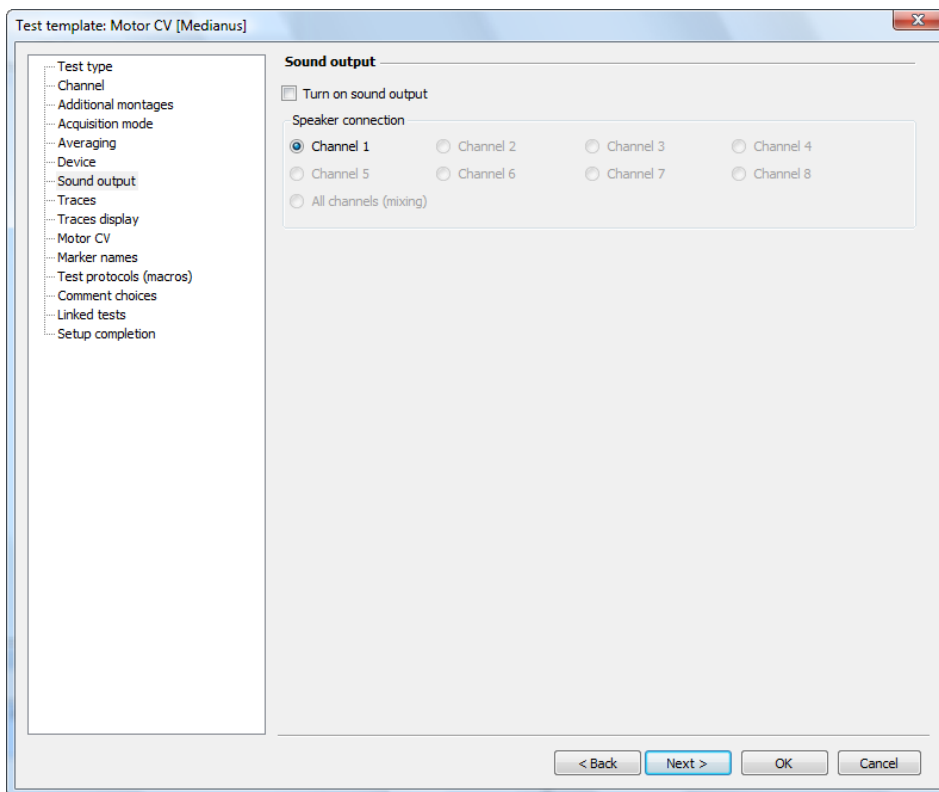 Test template: Motor CV [Medianus]
Test type
Channel
Additional montages
Acquisition mode
Averaging
Device
Sound output
Traces
Traces display
Motor CV
Marker names
Test protocols (macros)
Comment choices
Linked tests
Setup completion
Sound output
Turn on sound output
Speaker connection
Channel 1 Channel 2 Channel 3 Channel 4
Channel 5 Channel 6 Channel 7 Channel 8
All channels (mixing)
< Back Next > OK Cancel